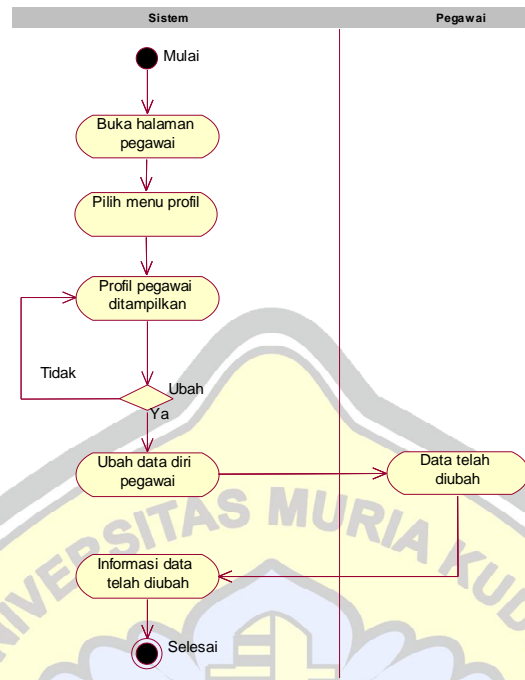 Sistem
Pegawai
Mulai
Buka halaman
pegawai
Pilih menu profil
Profil pegawai
ditampilkan
Tidak
Ubah
Ya
Ubah data diri
pegawai
Data telah
diubah
UNIVERSITAS MURIA KUD
Informasi data
telah diubah
Selesai